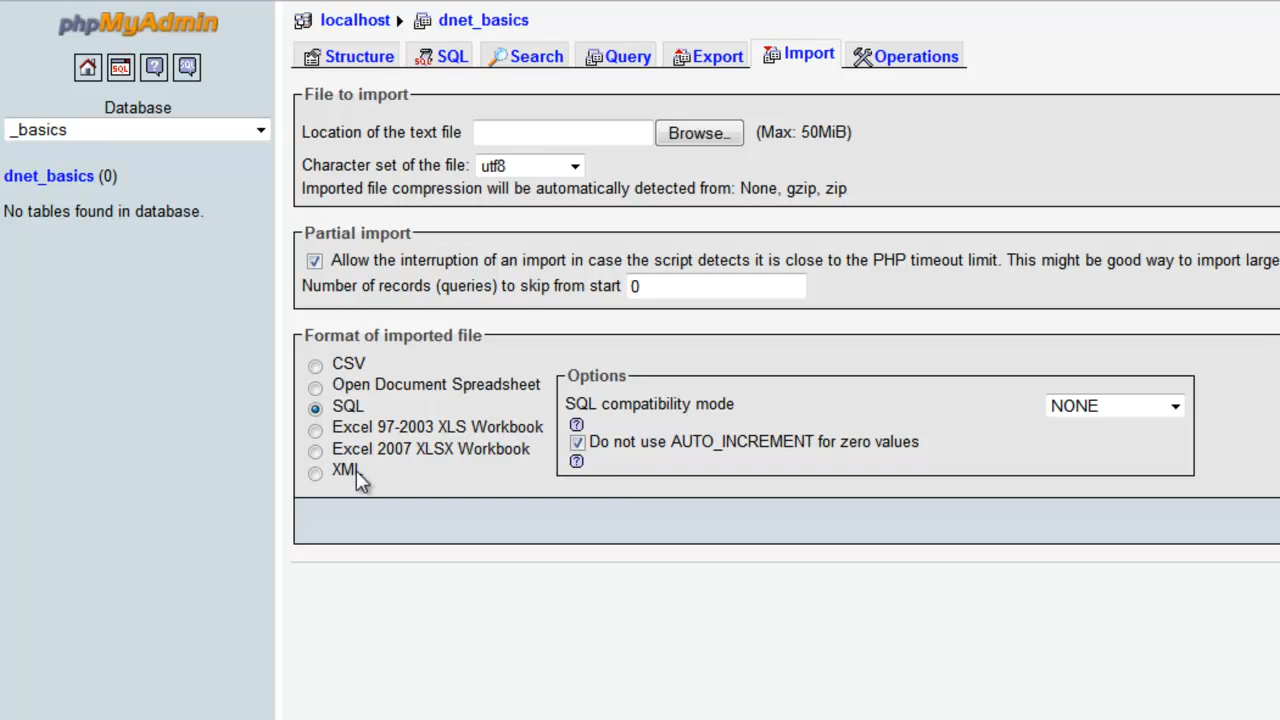 phpMyAdmin
SQL
?
SQL
Database
_basics
dnet_basics (0)
No tables found in database.
localhost
dnet_basics
Structure
SQL
Search
Query
Export
Import
Operations
File to import
Location of the text file
Browse...
(Max: 50MiB)
Character set of the file:
utf8
Imported file compression will be automatically detected from: None, gzip, zip
Partial import
Allow the interruption of an import in case the script detects it is close to the PHP timeout limit. This might be good way to import large
Number of records (queries) to skip from start
0
Format of imported file
CSV
Open Document Spreadsheet
SQL
Excel 97-2003 XLS Workbook
Excel 2007 XLSX Workbook
XML
Options
SQL compatibility mode
NONE
?
Do not use AUTO_INCREMENT for zero values
?